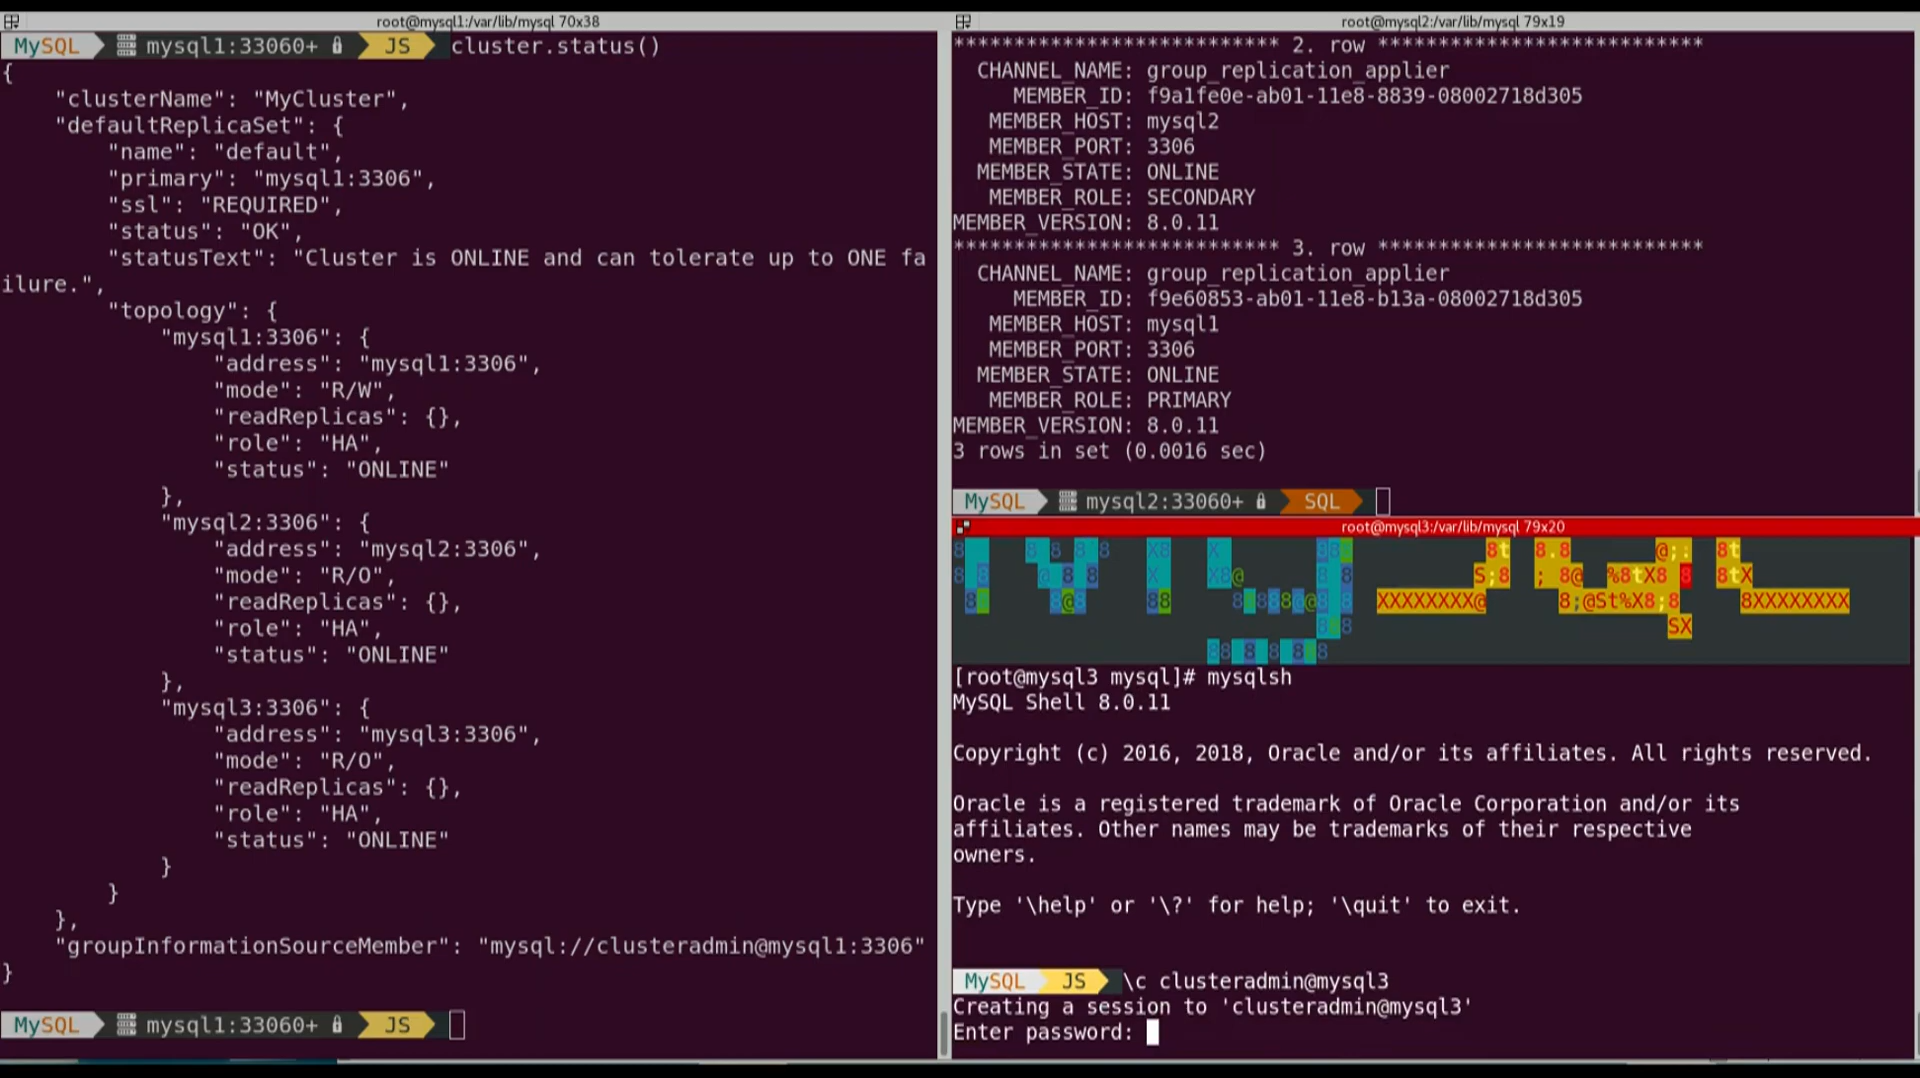 root@mysql1:/var/lib/mysql 70x38
MySQL mysql1:33060+ JS cluster.status()
{
    "clusterName": "MyCluster",
    "defaultReplicaSet": {
        "name": "default",
        "primary": "mysql1:3306",
        "ssl": "REQUIRED",
        "status": "OK",
        "statusText": "Cluster is ONLINE and can tolerate up to ONE fa
ilure.",
        "topology": {
            "mysql1:3306": {
                "address": "mysql1:3306",
                "mode": "R/W",
                "readReplicas": {},
                "role": "HA",
                "status": "ONLINE"
            },
            "mysql2:3306": {
                "address": "mysql2:3306",
                "mode": "R/O",
                "readReplicas": {},
                "role": "HA",
                "status": "ONLINE"
            },
            "mysql3:3306": {
                "address": "mysql3:3306",
                "mode": "R/O",
                "readReplicas": {},
                "role": "HA",
                "status": "ONLINE"
            }
        }
    },
    "groupInformationSourceMember": "mysql://clusteradmin@mysql1:3306"
}
MySQL mysql1:33060+ JS
root@mysql2:/var/lib/mysql 79x19
*************************** 2. row ***************************
  CHANNEL_NAME: group_replication_applier
     MEMBER_ID: f9a1fe0e-ab01-11e8-8839-08002718d305
   MEMBER_HOST: mysql2
   MEMBER_PORT: 3306
  MEMBER_STATE: ONLINE
   MEMBER_ROLE: SECONDARY
MEMBER_VERSION: 8.0.11
*************************** 3. row ***************************
  CHANNEL_NAME: group_replication_applier
     MEMBER_ID: f9e60853-ab01-11e8-b13a-08002718d305
   MEMBER_HOST: mysql1
   MEMBER_PORT: 3306
  MEMBER_STATE: ONLINE
   MEMBER_ROLE: PRIMARY
MEMBER_VERSION: 8.0.11
3 rows in set (0.0016 sec)
MySQL mysql2:33060+ SQL
root@mysql3:/var/lib/mysql 79x20
[root@mysql3 mysql]# mysqlsh
MySQL Shell 8.0.11
Copyright (c) 2016, 2018, Oracle and/or its affiliates. All rights reserved.
Oracle is a registered trademark of Oracle Corporation and/or its
affiliates. Other names may be trademarks of their respective
owners.
Type '\help' or '\?' for help; '\quit' to exit.
MySQL JS \c clusteradmin@mysql3
Creating a session to 'clusteradmin@mysql3'
Enter password: